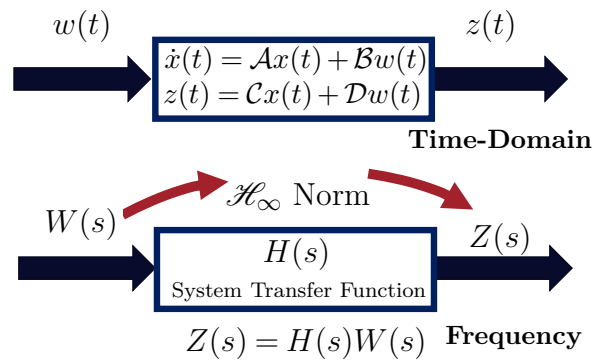 w(t)
z(t)
ẋ(t) = 𝒜x(t) + ℬw(t)
z(t) = 𝒞x(t) + 𝒟w(t)
Time-Domain
ℋ∞ Norm
W(s)
Z(s)
H(s)
System Transfer Function
Z(s) = H(s)W(s)
Frequency